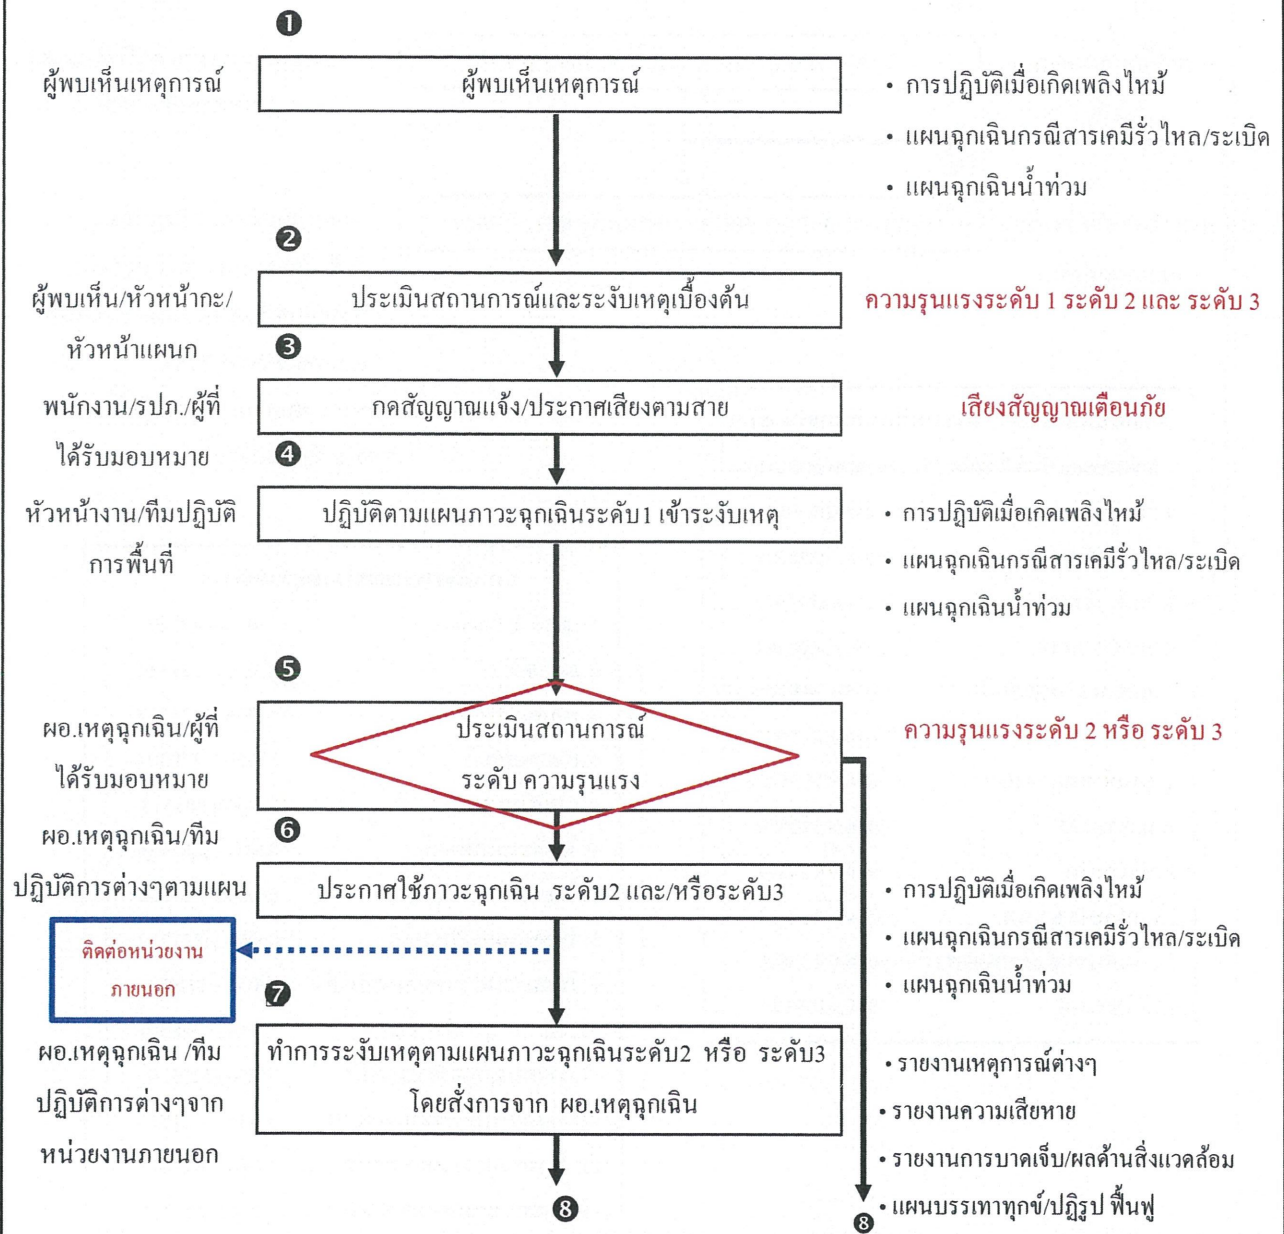 ❶
ผู้พบเห็นเหตุการณ์
ผู้พบเห็นเหตุการณ์
• การปฏิบัติเมื่อเกิดเพลิงไหม้
• แผนฉุกเฉินกรณีสารเคมีรั่วไหล/ระเบิด
• แผนฉุกเฉินน้ำท่วม
❷
ผู้พบเห็น/หัวหน้ากะ/
หัวหน้าแผนก
ประเมินสถานการณ์และระงับเหตุเบื้องต้น
ความรุนแรงระดับ 1 ระดับ 2 และ ระดับ 3
❸
พนักงาน/รปภ./ผู้ที่
ได้รับมอบหมาย
กดสัญญาณแจ้ง/ประกาศเสียงตามสาย
เสียงสัญญาณเตือนภัย
❹
หัวหน้างาน/ทีมปฏิบัติ
การพื้นที่
ปฏิบัติตามแผนภาวะฉุกเฉินระดับ1 เข้าระงับเหตุ
• การปฏิบัติเมื่อเกิดเพลิงไหม้
• แผนฉุกเฉินกรณีสารเคมีรั่วไหล/ระเบิด
• แผนฉุกเฉินน้ำท่วม
❺
ผอ.เหตุฉุกเฉิน/ผู้ที่
ได้รับมอบหมาย
ประเมินสถานการณ์
ระดับ ความรุนแรง
ความรุนแรงระดับ 2 หรือ ระดับ 3
❻
ผอ.เหตุฉุกเฉิน/ทีม
ปฏิบัติการต่างๆตามแผน
ประกาศใช้ภาวะฉุกเฉิน ระดับ2 และ/หรือระดับ3
• การปฏิบัติเมื่อเกิดเพลิงไหม้
• แผนฉุกเฉินกรณีสารเคมีรั่วไหล/ระเบิด
• แผนฉุกเฉินน้ำท่วม
ติดต่อหน่วยงาน
ภายนอก
❼
ผอ.เหตุฉุกเฉิน /ทีม
ปฏิบัติการต่างๆจาก
หน่วยงานภายนอก
ทำการระงับเหตุตามแผนภาวะฉุกเฉินระดับ2 หรือ ระดับ3
โดยสั่งการจาก ผอ.เหตุฉุกเฉิน
• รายงานเหตุการณ์ต่างๆ
• รายงานความเสียหาย
• รายงานการบาดเจ็บ/ผลด้านสิ่งแวดล้อม
• แผนบรรเทาทุกข์/ปฏิรูป ฟื้นฟู
❽
❽